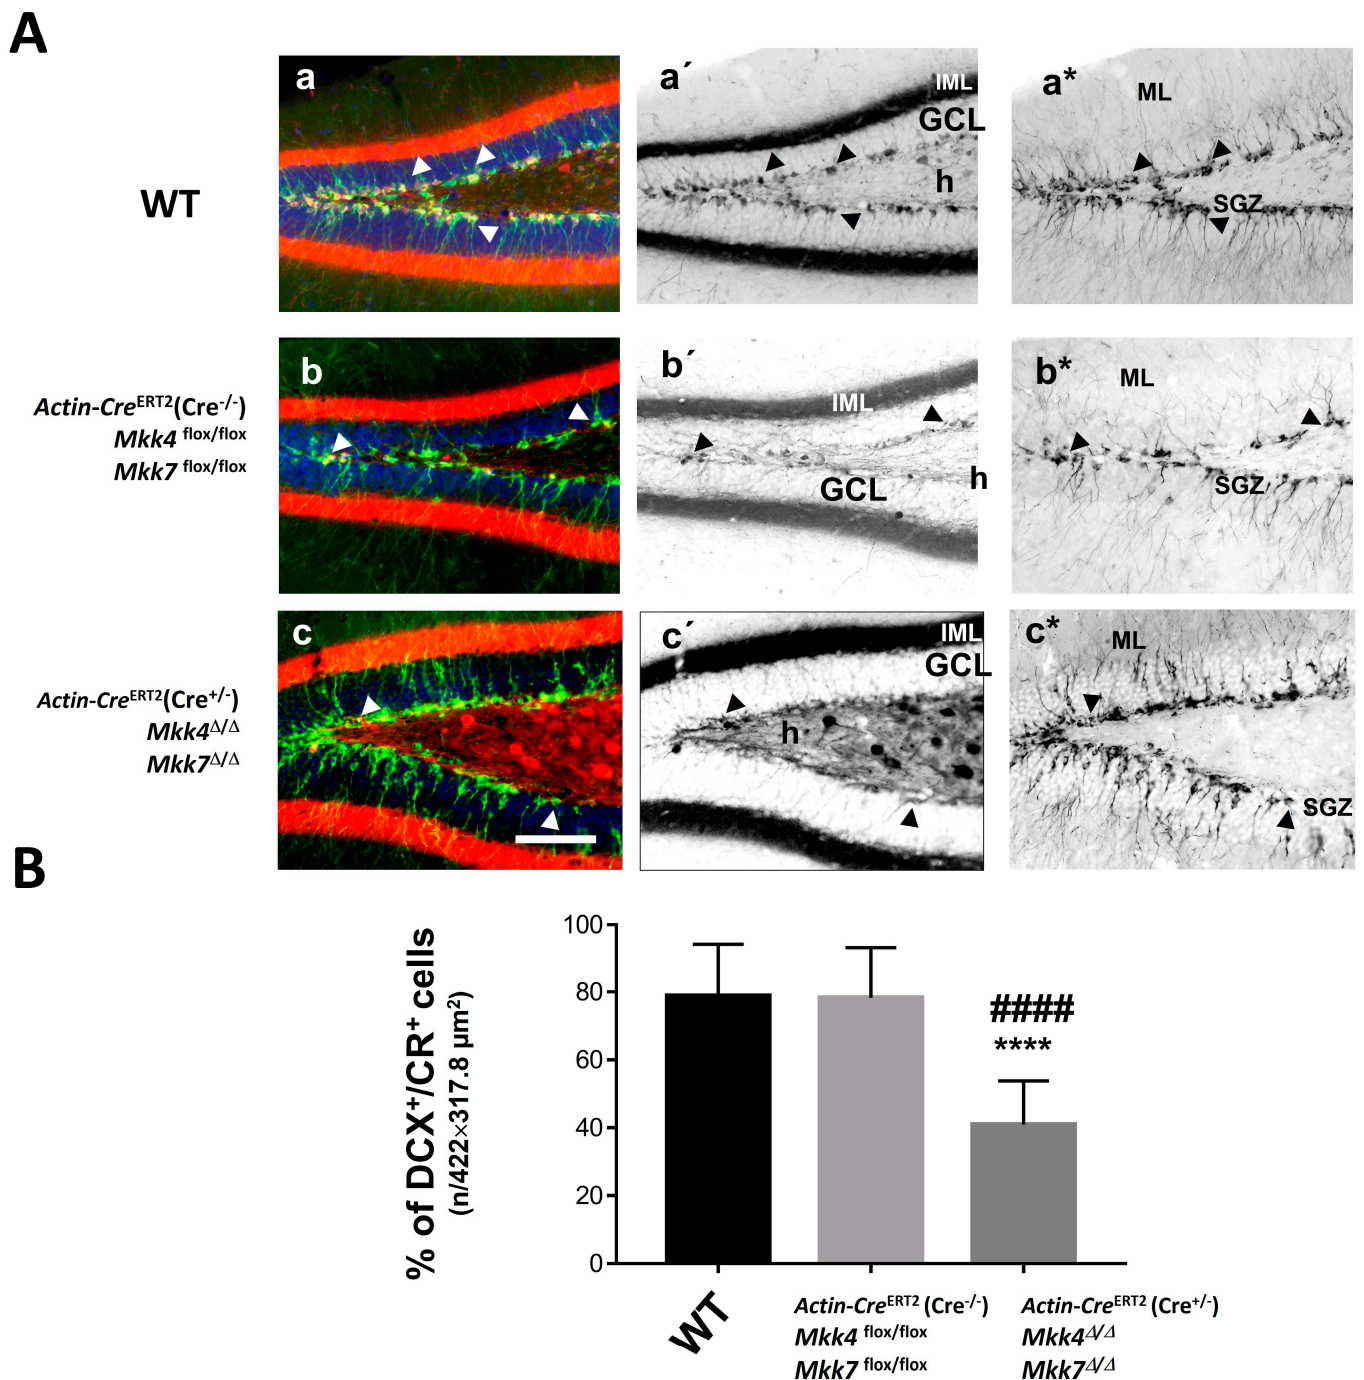 A
a
a´
IML
GCL
h
a*
ML
SGZ
WT
b
b´
IML
GCL
h
b*
ML
SGZ
Actin-CreERT2(Cre-/-)
Mkk4 flox/flox
Mkk7 flox/flox
c
c´
IML
GCL
h
c*
ML
SGZ
Actin-CreERT2(Cre+/-)
Mkk4Δ/Δ
Mkk7Δ/Δ
B
% of DCX+/CR+ cells
(n/422×317.8 µm2)
100
80
60
40
20
0
####
****
WT
Actin-CreERT2 (Cre-/-)
Mkk4 flox/flox
Mkk7 flox/flox
Actin-CreERT2 (Cre+/-)
Mkk4Δ/Δ
Mkk7Δ/Δ